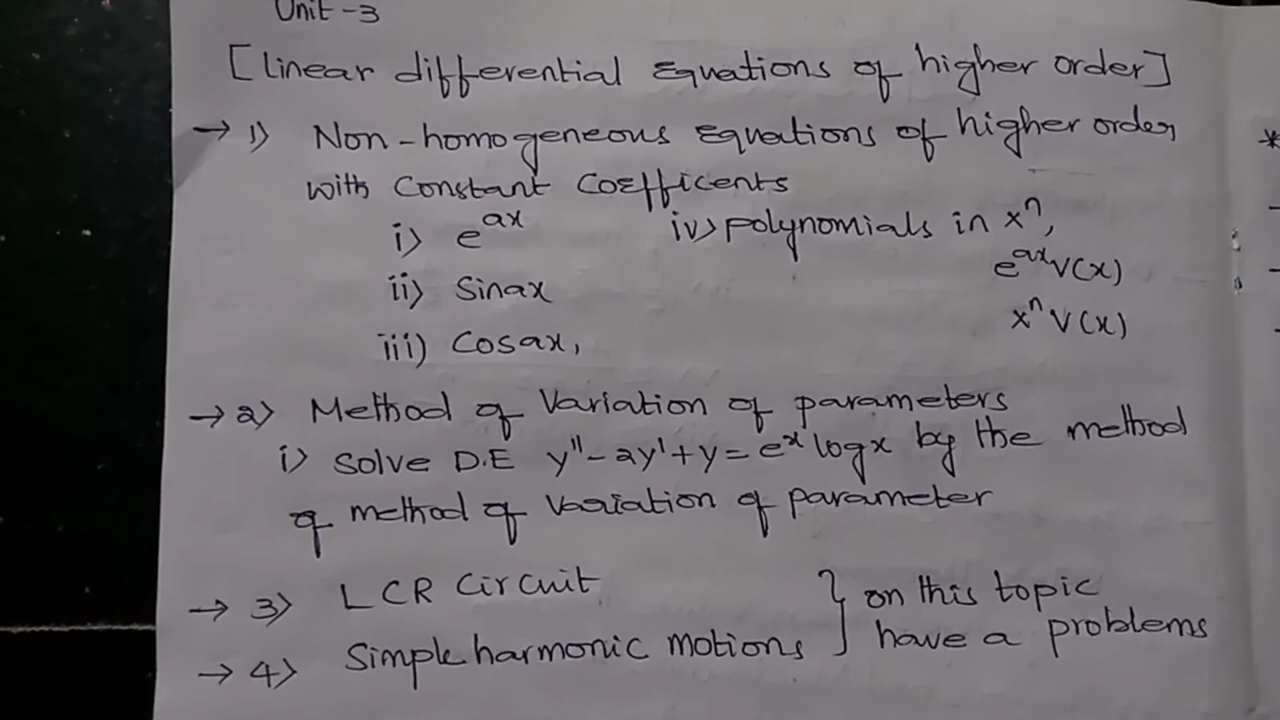 Unit-3
[linear differential Equations of higher order]
→ 1) Non-homogeneous Equations of higher order,
with Constant Coefficents
i) e^ax
ii) Sinax
iii) Cosax,
iv) polynomials in x^n,
e^ax V(x)
x^n V(x)
→ 2) Method of Variation of parameters
i) solve D.E y''-2y'+y=e^x logx by the method
of method of Variation of parameter
→ 3) LCR Circuit
→ 4) Simple harmonic motions
} on this topic
have a problems
*